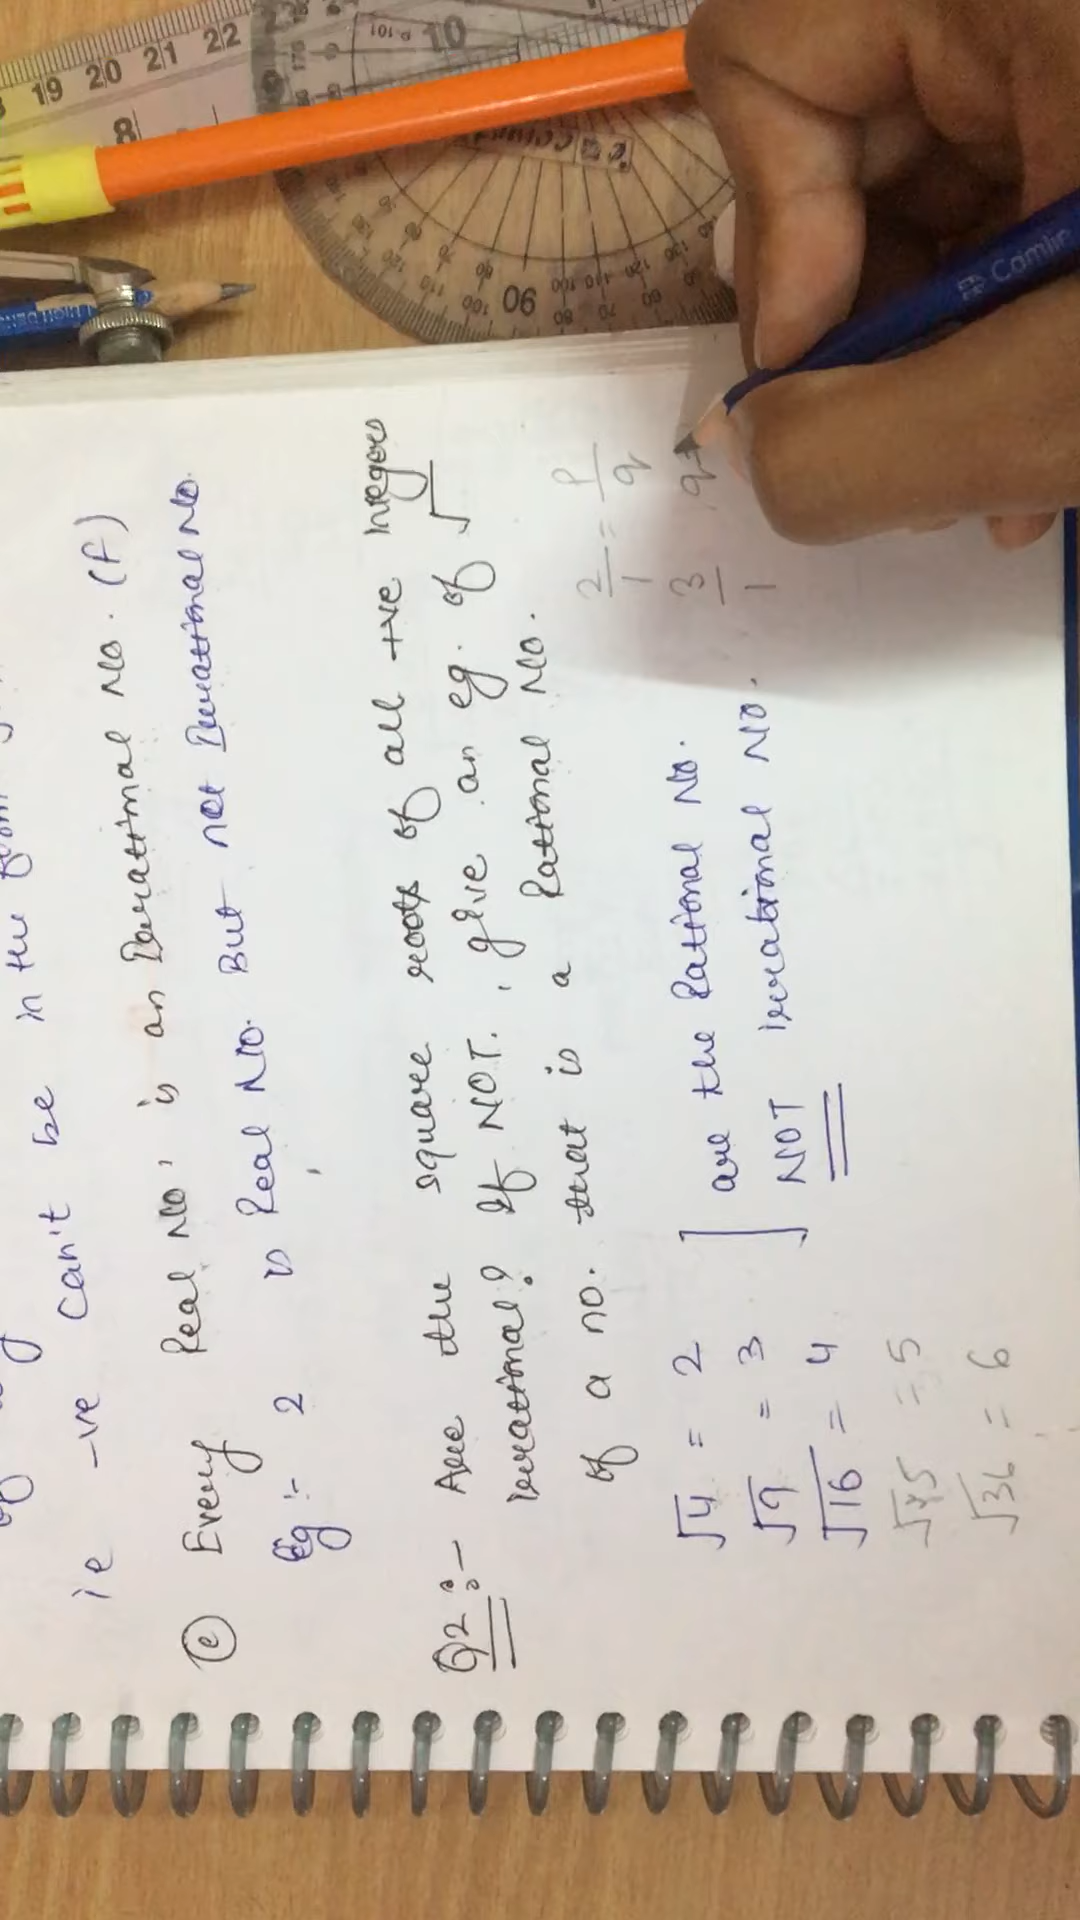 ie -ve can't be in the form
(c) Every Real No. is an Irrational No. (F)
Eg:- 2 is Real No. But not Irrational No.
Q2:- Are the square roots of all +ve Integers
irrational? If NOT, give an eg. of √
of a no. that is a Rational No.
√4 = 2
√9 = 3
√16 = 4
] are the Rational No.
NOT irrational No.
2/1 = p/q
3/1
√25 = 5
√36 = 6
19 20 21 22
8
10
90
Camlin